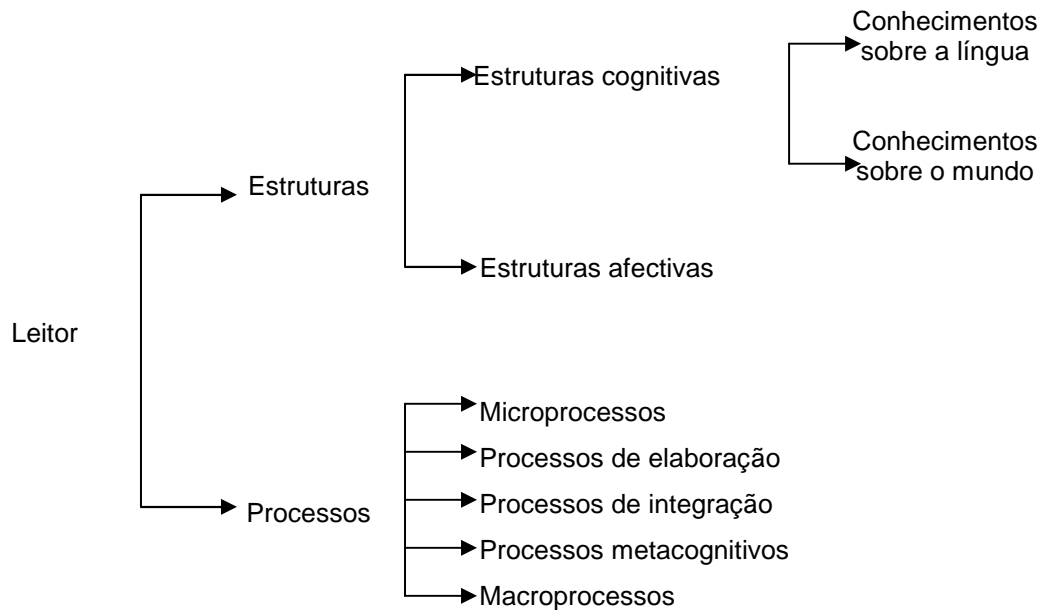 Conhecimentos
sobre a língua
Estruturas cognitivas
Conhecimentos
sobre o mundo
Estruturas
Estruturas afectivas
Leitor
Microprocessos
Processos de elaboração
Processos de integração
Processos
Processos metacognitivos
Macroprocessos